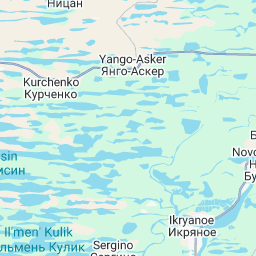 Ницан
Yango-Asker
Янго-Аскер
Kurchenko
Курченко
Ikryanoe
Икряное
Il'men' Kulik
льмень Кулик
Sergino